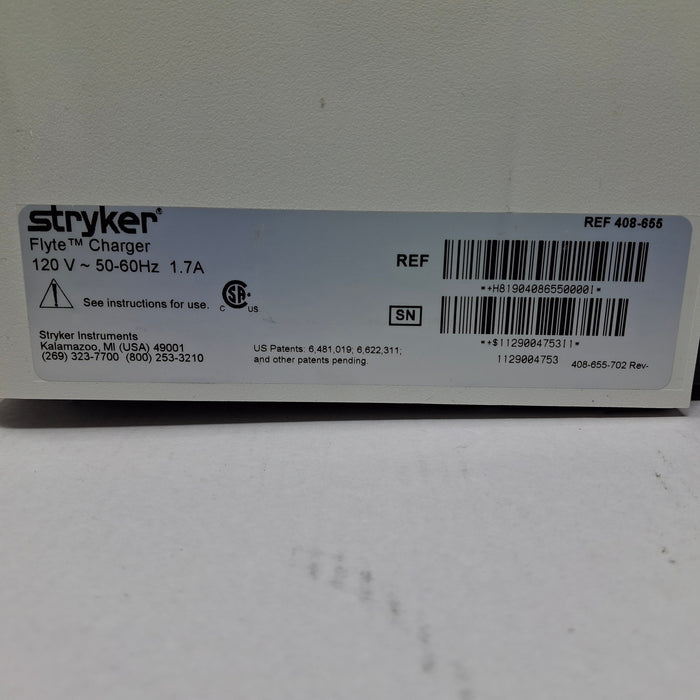 stryker®
Flyte™ Charger
120 V ~ 50-60Hz 1.7A
See instructions for use.
C US
Stryker Instruments
Kalamazoo, MI (USA) 49001
(269) 323-7700 (800) 253-3210
US Patents: 6,481,019; 6,622,311;
and other patents pending.
REF 408-655
REF
*+H819040865500001*
SN
*+$112900475311*
1129004753
408-655-702 Rev-